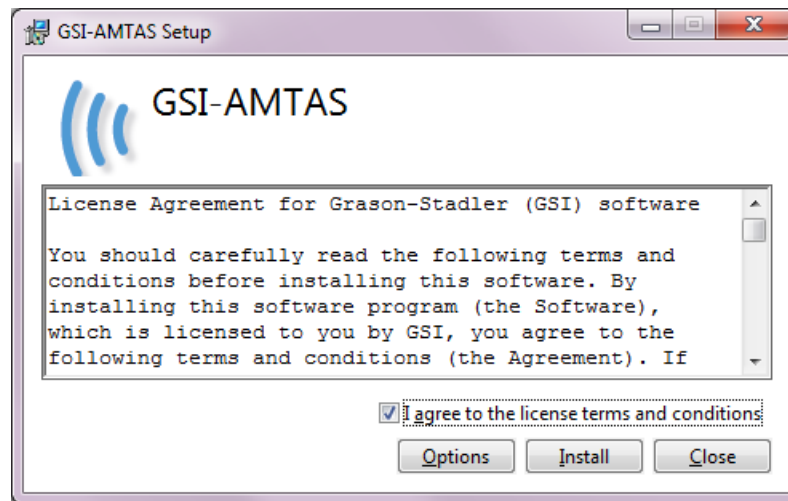 GSI-AMTAS Setup
GSI-AMTAS
License Agreement for Grason-Stadler (GSI) software
You should carefully read the following terms and
conditions before installing this software. By
installing this software program (the Software),
which is licensed to you by GSI, you agree to the
following terms and conditions (the Agreement). If
I agree to the license terms and conditions
Options Install Close